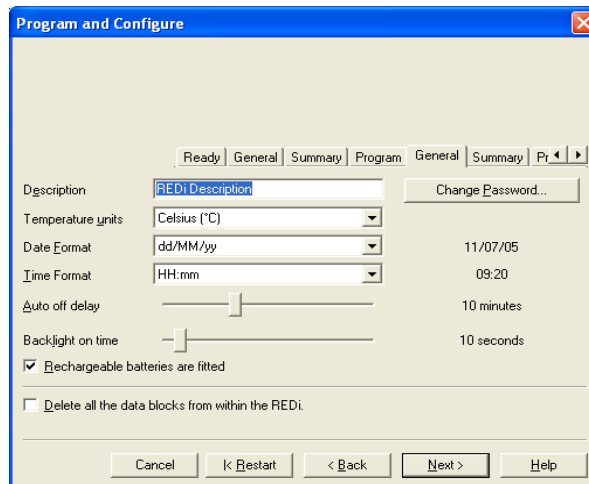 Program and Configure
Ready General Summary Program General Summary
Description REDi Description Change Password...
Temperature units Celsius (°C)
Date Format dd/MM/yy 11/07/05
Time Format HH:mm 09:20
Auto off delay 10 minutes
Backlight on time 10 seconds
Rechargeable batteries are fitted
Delete all the data blocks from within the REDi.
Cancel |< Restart < Back Next > Help